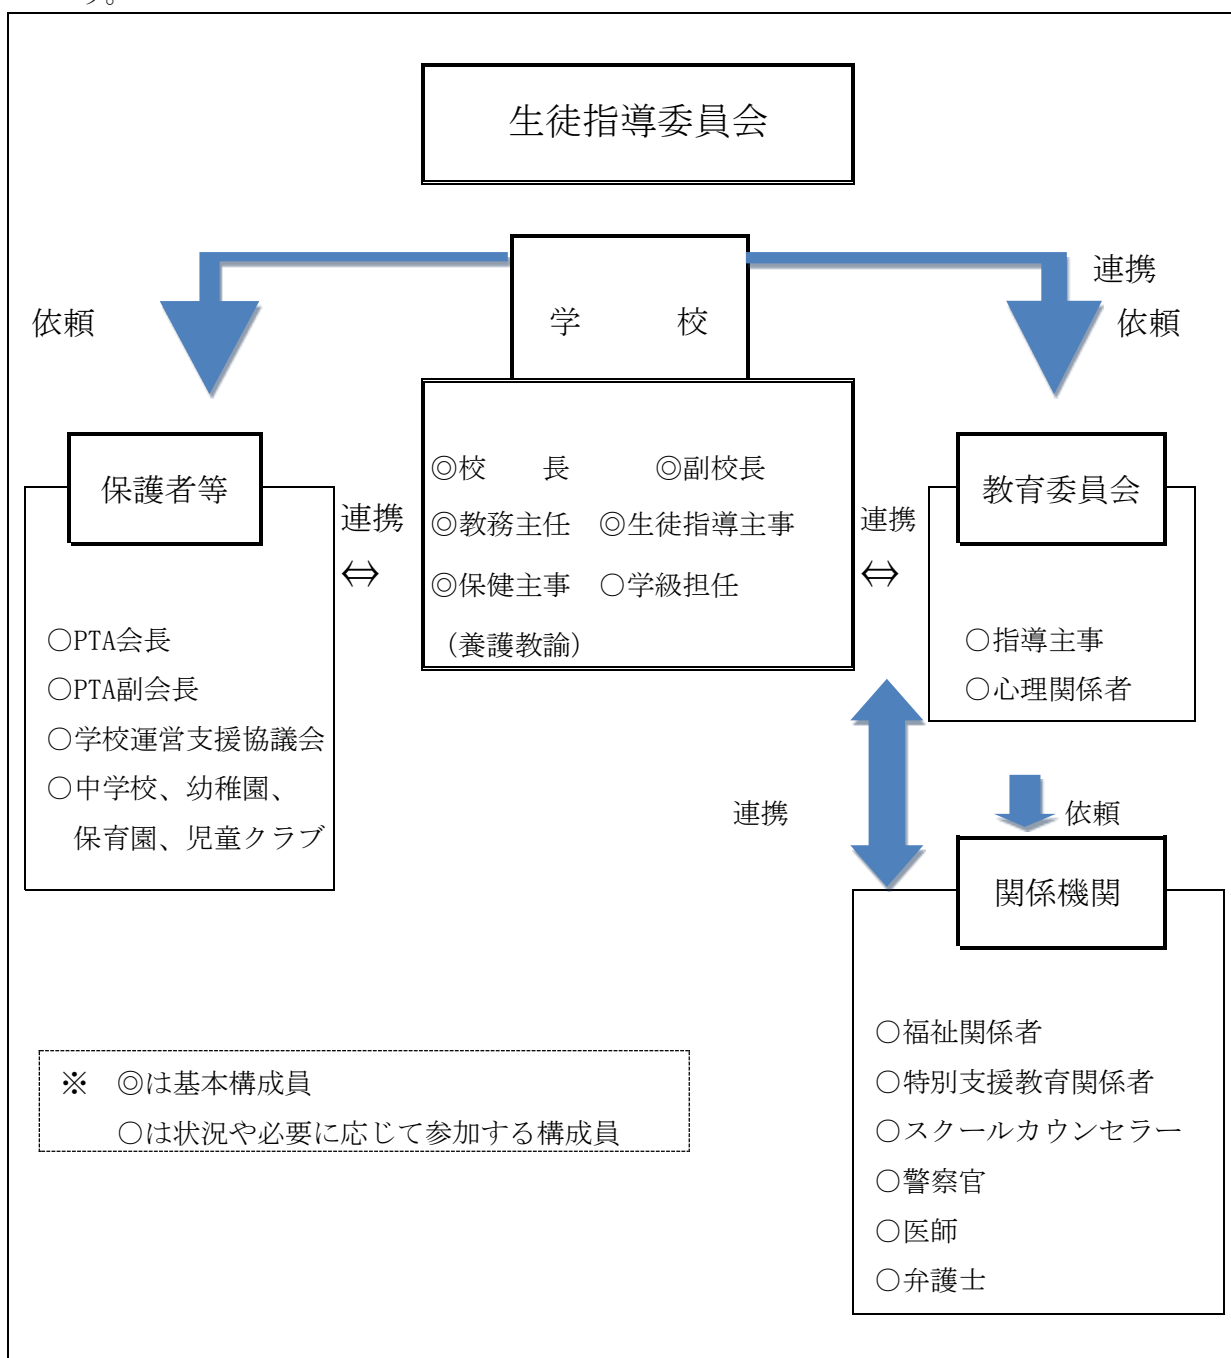 す。
生徒指導委員会
学　　　校
連携
依頼
依頼
保護者等
連携
⇔
◎校　　長　　　◎副校長
◎教務主任　◎生徒指導主事
◎保健主事　○学級担任
（養護教諭）
連携
⇔
教育委員会
○指導主事
○心理関係者
○PTA会長
○PTA副会長
○学校運営支援協議会
○中学校、幼稚園、
保育園、児童クラブ
連携
依頼
関係機関
○福祉関係者
○特別支援教育関係者
○スクールカウンセラー
○警察官
○医師
○弁護士
※　◎は基本構成員
○は状況や必要に応じて参加する構成員